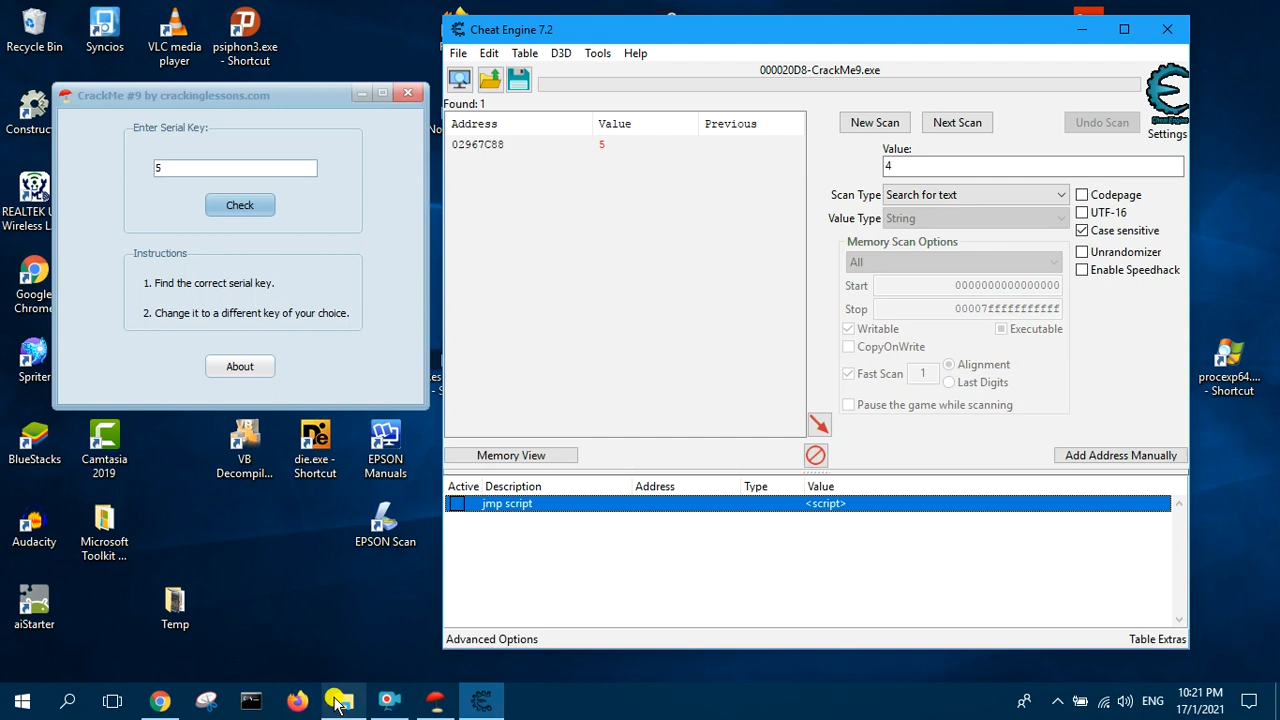 Recycle Bin
Syncios
VLC media
player
psiphon3.exe
- Shortcut
Construc
REALTEK U
Wireless L
Google
Chrome
Spriter
BlueStacks
Camtasia
2019
VB
Decompil...
die.exe -
Shortcut
EPSON
Manuals
Audacity
Microsoft
Toolkit ...
EPSON Scan
aiStarter
Temp
procexp64....
- Shortcut
CrackMe #9 by crackinglessons.com
Enter Serial Key:
5
Check
Instructions
1. Find the correct serial key.
2. Change it to a different key of your choice.
About
Cheat Engine 7.2
File Edit Table D3D Tools Help
000020D8-CrackMe9.exe
Found: 1
Address Value Previous
02967C88 5
New Scan Next Scan Undo Scan
Cheat Engine
Settings
Value:
4
Scan Type Search for text
Value Type String
Codepage
UTF-16
Case sensitive
Unrandomizer
Enable Speedhack
Memory Scan Options
All
Start 0000000000000000
Stop 00007fffffffffff
Writable Executable
CopyOnWrite
Fast Scan 1 Alignment
Last Digits
Pause the game while scanning
Memory View Add Address Manually
Active Description Address Type Value
jmp script <script>
Advanced Options Table Extras
ENG
10:21 PM
17/1/2021